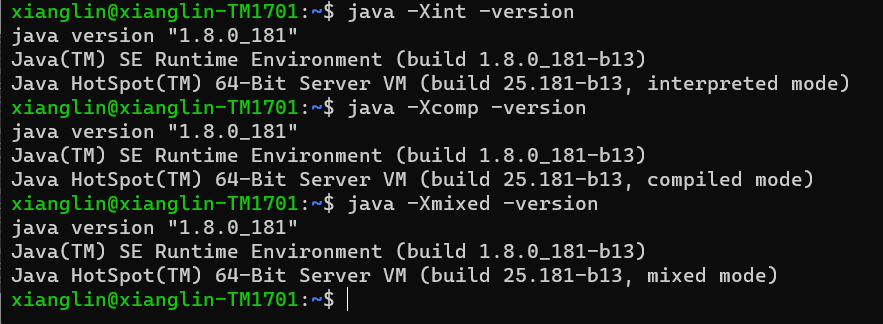 xianglin@xianglin-TM1701:~$ java -Xint -version
java version "1.8.0_181"
Java(TM) SE Runtime Environment (build 1.8.0_181-b13)
Java HotSpot(TM) 64-Bit Server VM (build 25.181-b13, interpreted mode)
xianglin@xianglin-TM1701:~$ java -Xcomp -version
java version "1.8.0_181"
Java(TM) SE Runtime Environment (build 1.8.0_181-b13)
Java HotSpot(TM) 64-Bit Server VM (build 25.181-b13, compiled mode)
xianglin@xianglin-TM1701:~$ java -Xmixed -version
java version "1.8.0_181"
Java(TM) SE Runtime Environment (build 1.8.0_181-b13)
Java HotSpot(TM) 64-Bit Server VM (build 25.181-b13, mixed mode)
xianglin@xianglin-TM1701:~$